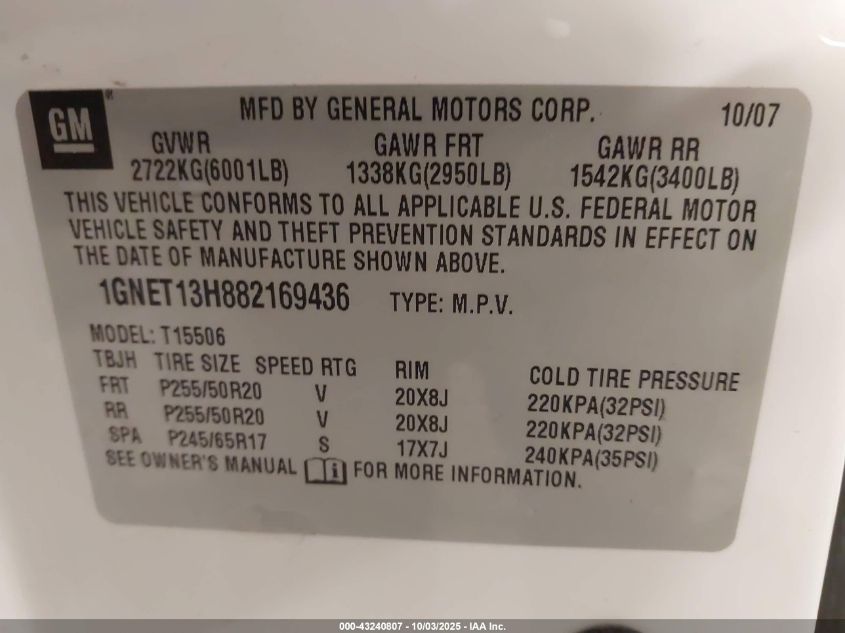 GM
MFD BY GENERAL MOTORS CORP. 10/07
GVWR GAWR FRT GAWR RR
2722KG(6001LB) 1338KG(2950LB) 1542KG(3400LB)
THIS VEHICLE CONFORMS TO ALL APPLICABLE U.S. FEDERAL MOTOR
VEHICLE SAFETY AND THEFT PREVENTION STANDARDS IN EFFECT ON
THE DATE OF MANUFACTURE SHOWN ABOVE.
1GNET13H882169436 TYPE: M.P.V.
MODEL: T15506
TBJH TIRE SIZE SPEED RTG RIM COLD TIRE PRESSURE
FRT P255/50R20 V 20X8J 220KPA(32PSI)
RR P255/50R20 V 20X8J 220KPA(32PSI)
SPA P245/65R17 S 17X7J 240KPA(35PSI)
SEE OWNER'S MANUAL i FOR MORE INFORMATION.
000-43240807 - 10/03/2025 - IAA Inc.